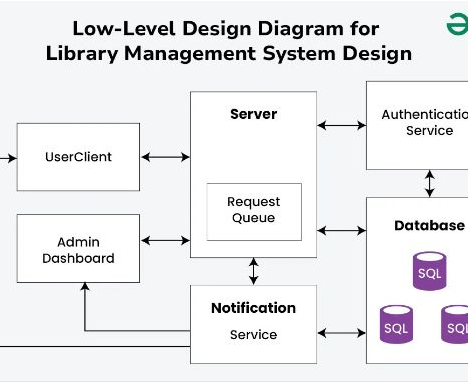 Low-Level Design Diagram for
Library Management System Design
Server
Authenticatio
Service
UserClient
Request
Queue
Admin
Dashboard
Database
SQL
SQL
SQL
Notification
Service